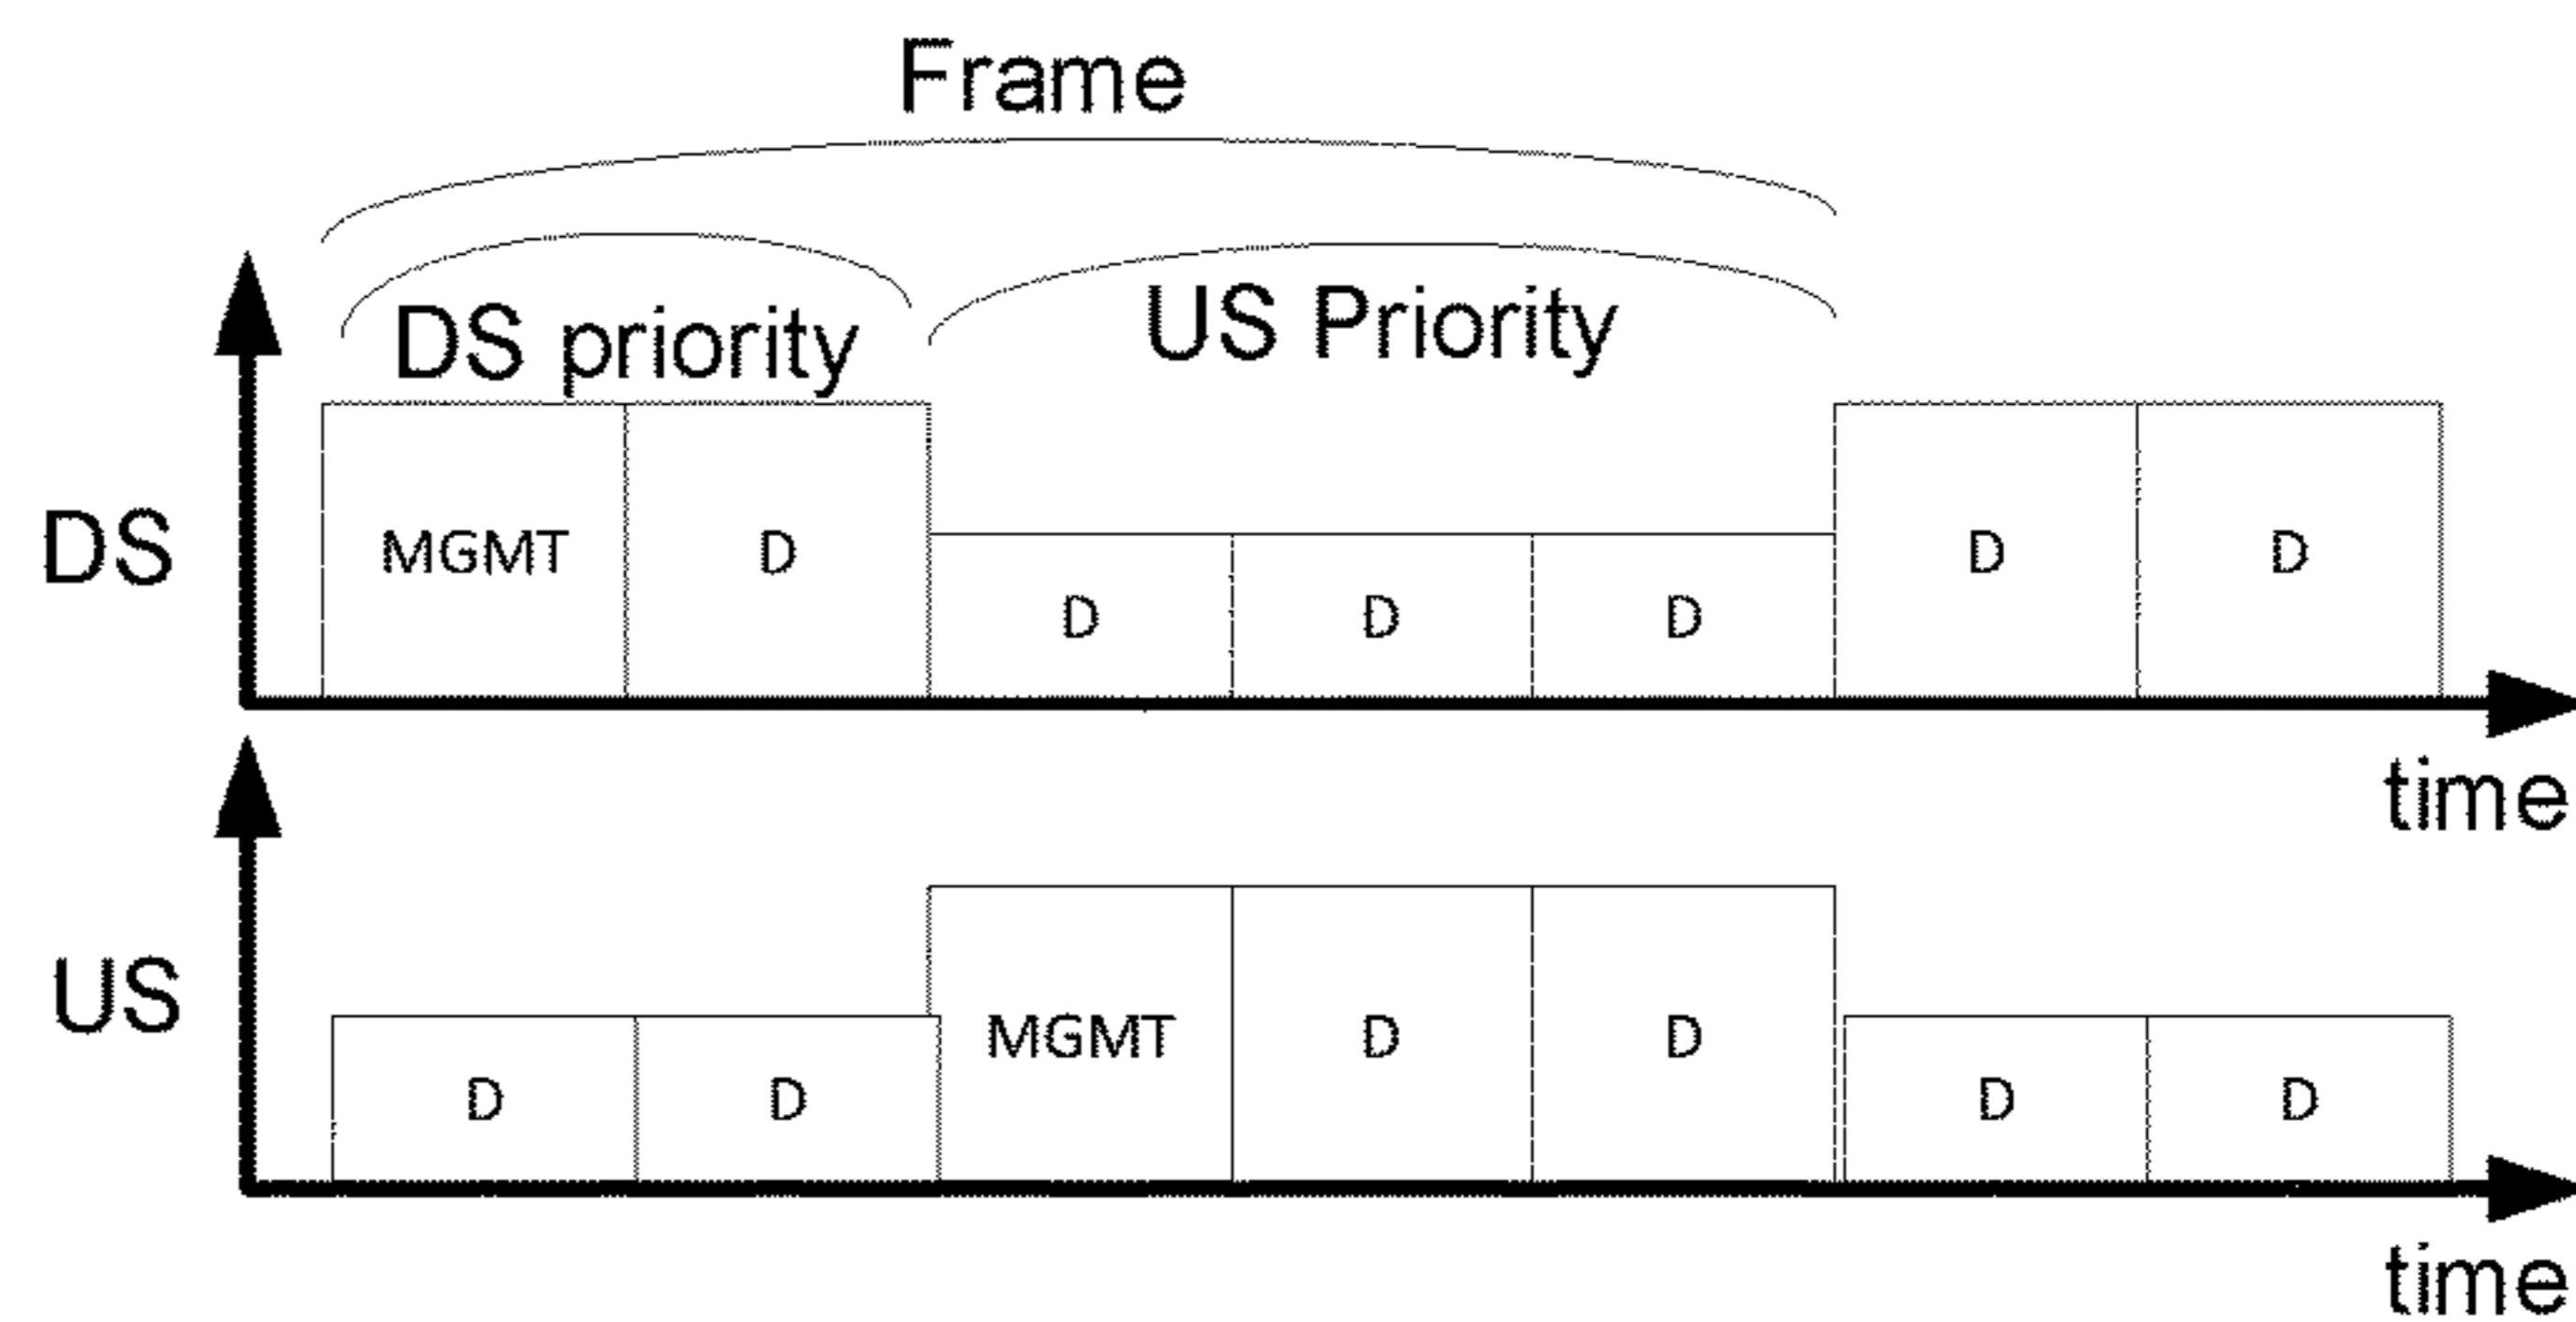 Frame
DS priority
US Priority
DS
MGMT D D D D D D
time
US
D D MGMT D D D D
time